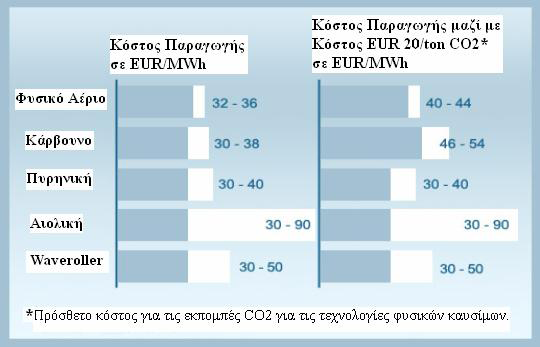 Κόστος Παραγωγής
σε EUR/MWh
Κόστος Παραγωγής μαζί με
Κόστος EUR 20/ton CO2*
σε EUR/MWh
Φυσικό Αέριο 32 - 36 40 - 44
Κάρβουνο 30 - 38 46 - 54
Πυρηνική 30 - 40 30 - 40
Αιολική 30 - 90 30 - 90
Waveroller 30 - 50 30 - 50
*Πρόσθετο κόστος για τις εκπομπές CO2 για τις τεχνολογίες φυσικών καυσίμων.